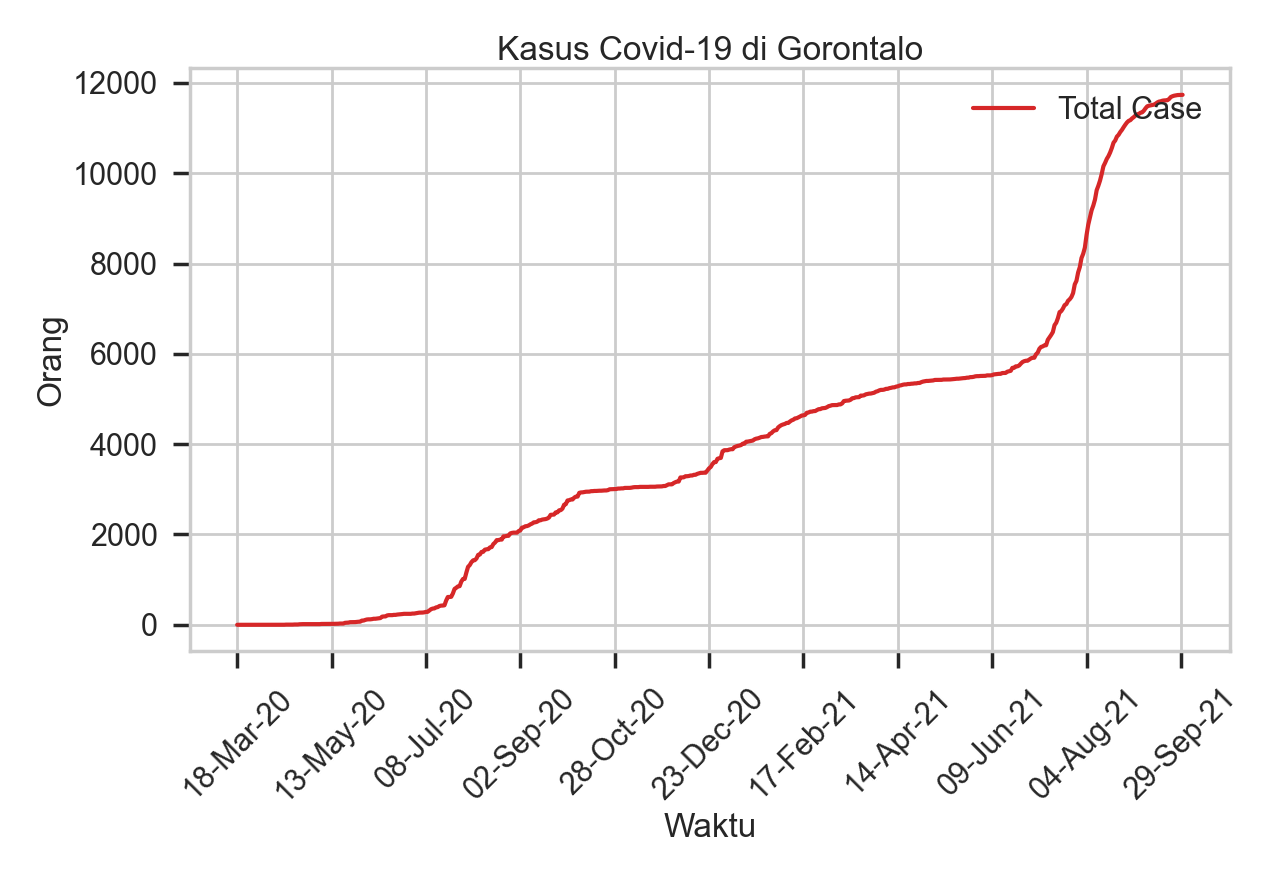 Kasus Covid-19 di Gorontalo
Total Case
12000
10000
8000
6000
4000
2000
0
Orang
18-Mar-20
13-May-20
08-Jul-20
02-Sep-20
28-Oct-20
23-Dec-20
17-Feb-21
14-Apr-21
09-Jun-21
04-Aug-21
29-Sep-21
Waktu